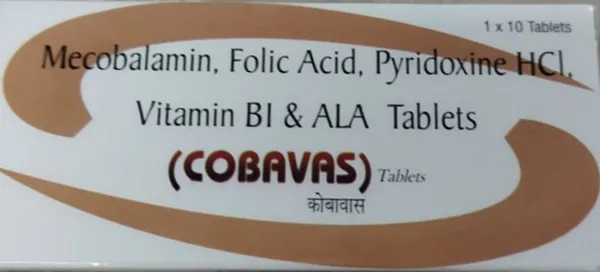 1 x 10 Tablets
Mecobalamin, Folic Acid, Pyridoxine HCl,
Vitamin BI & ALA Tablets
(COBAVAS) Tablets
कोबावास